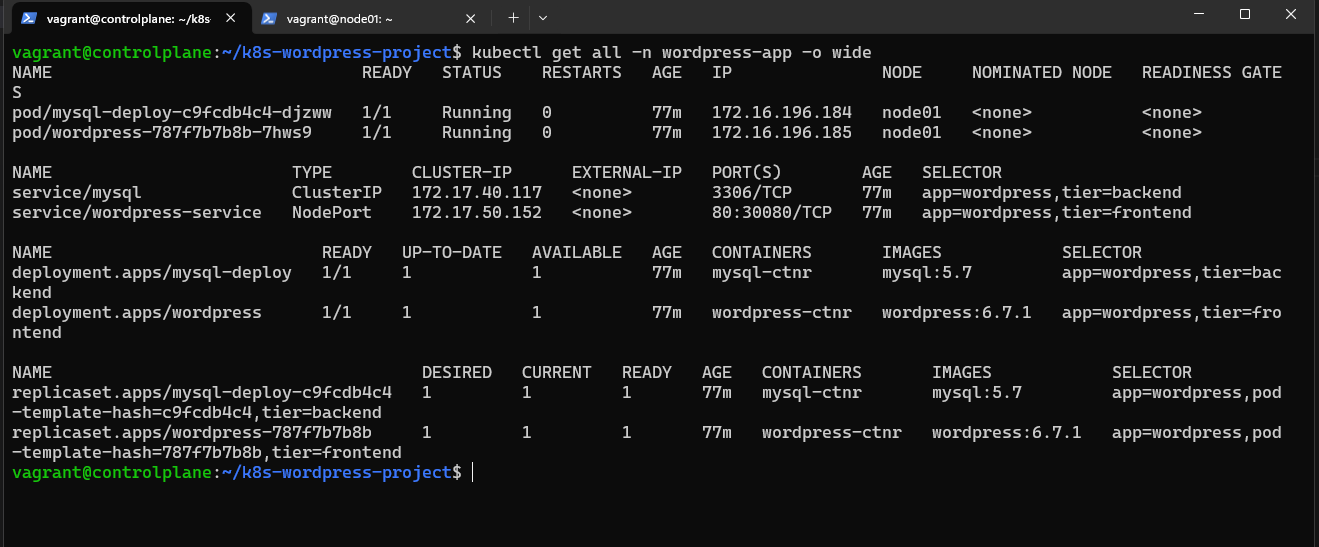 vagrant@controlplane: ~/k8s-
vagrant@node01: ~
vagrant@controlplane:~/k8s-wordpress-project$ kubectl get all -n wordpress-app -o wide
NAME READY STATUS RESTARTS AGE IP NODE NOMINATED NODE READINESS GATE
S
pod/mysql-deploy-c9fcdb4c4-djzww 1/1 Running 0 77m 172.16.196.184 node01 <none> <none>
pod/wordpress-787f7b7b8b-7hws9 1/1 Running 0 77m 172.16.196.185 node01 <none> <none>
NAME TYPE CLUSTER-IP EXTERNAL-IP PORT(S) AGE SELECTOR
service/mysql ClusterIP 172.17.40.117 <none> 3306/TCP 77m app=wordpress,tier=backend
service/wordpress-service NodePort 172.17.50.152 <none> 80:30080/TCP 77m app=wordpress,tier=frontend
NAME READY UP-TO-DATE AVAILABLE AGE CONTAINERS IMAGES SELECTOR
deployment.apps/mysql-deploy 1/1 1 1 77m mysql-ctnr mysql:5.7 app=wordpress,tier=bac
kend
deployment.apps/wordpress 1/1 1 1 77m wordpress-ctnr wordpress:6.7.1 app=wordpress,tier=fro
ntend
NAME DESIRED CURRENT READY AGE CONTAINERS IMAGES SELECTOR
replicaset.apps/mysql-deploy-c9fcdb4c4 1 1 1 77m mysql-ctnr mysql:5.7 app=wordpress,pod
-template-hash=c9fcdb4c4,tier=backend
replicaset.apps/wordpress-787f7b7b8b 1 1 1 77m wordpress-ctnr wordpress:6.7.1 app=wordpress,pod
-template-hash=787f7b7b8b,tier=frontend
vagrant@controlplane:~/k8s-wordpress-project$